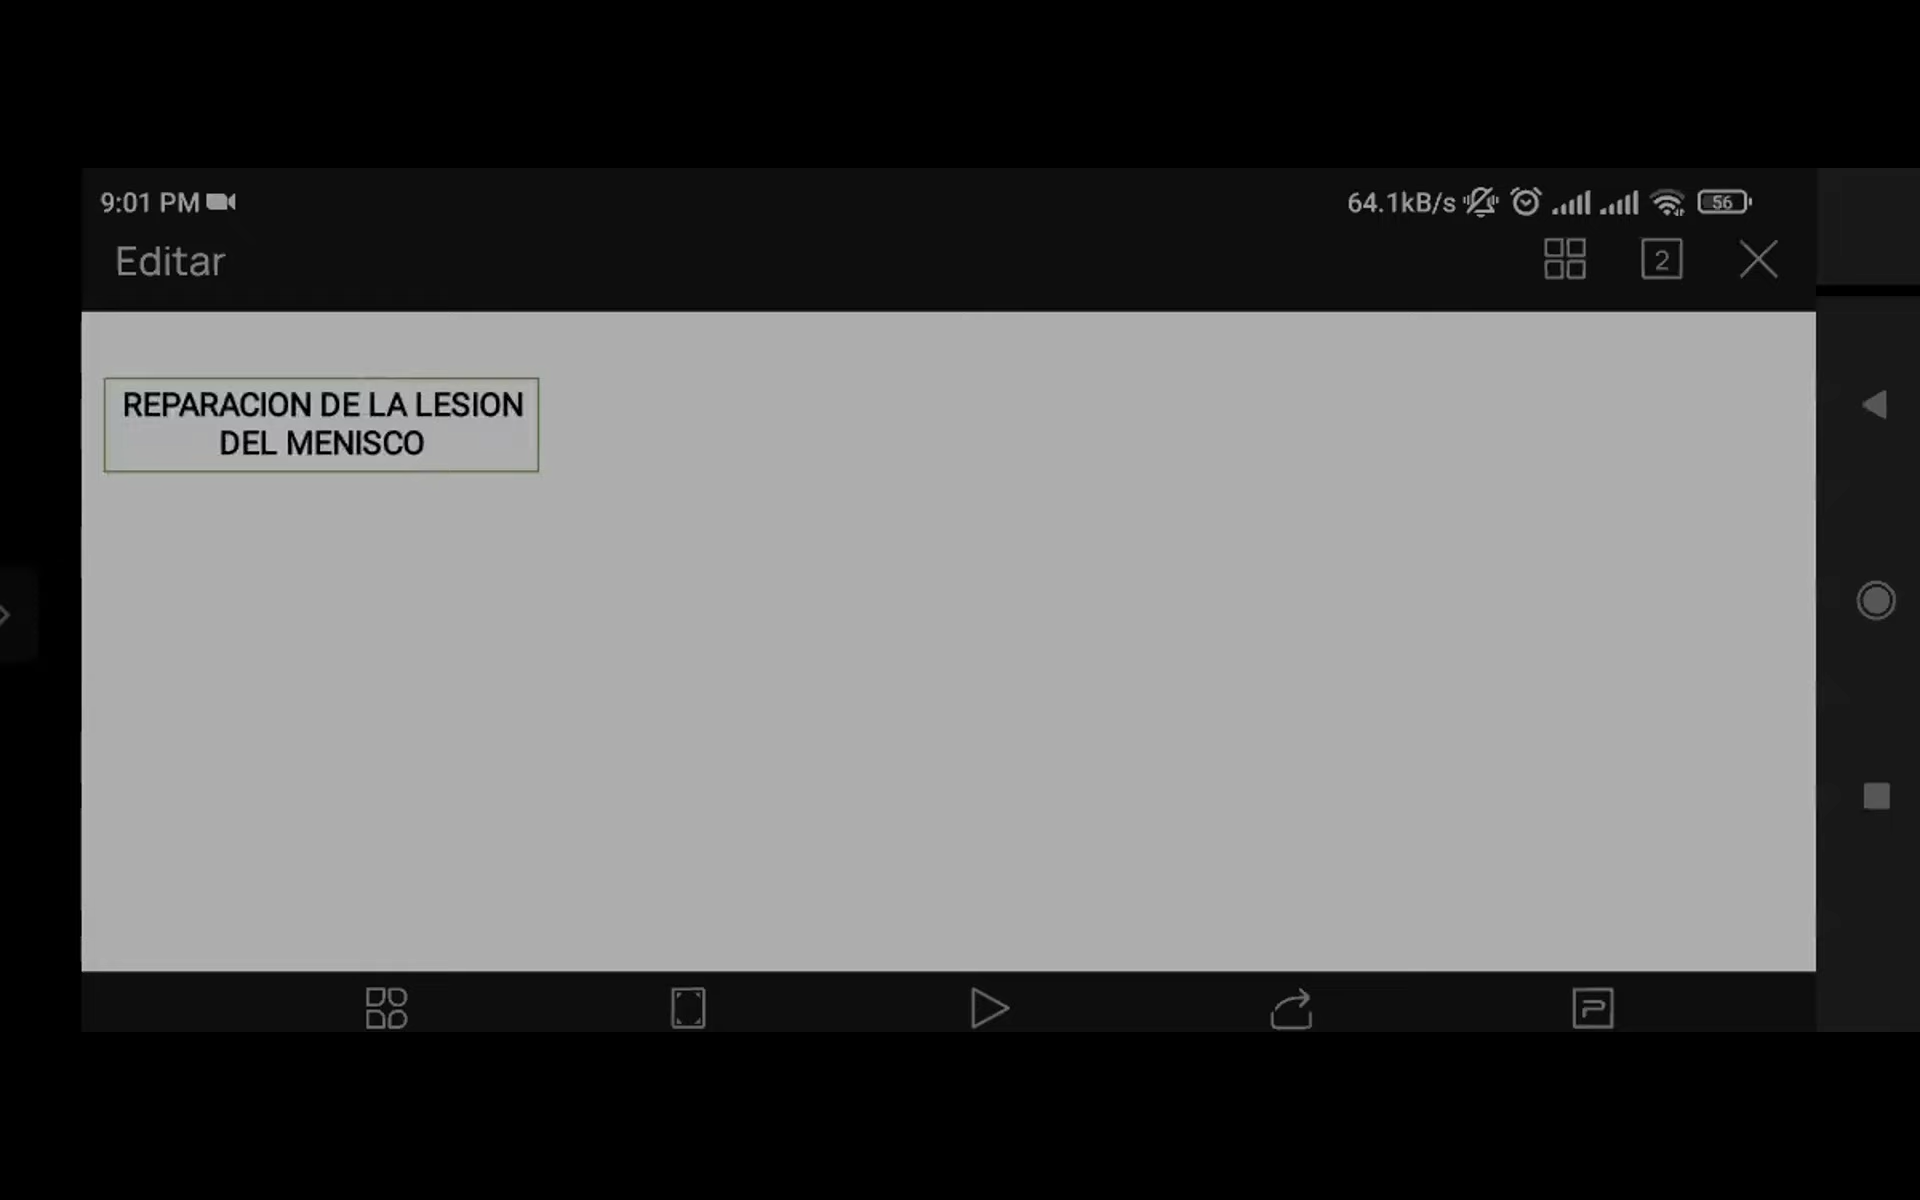 9:01 PM
64.1kB/s
56
Editar
2
REPARACION DE LA LESION
DEL MENISCO